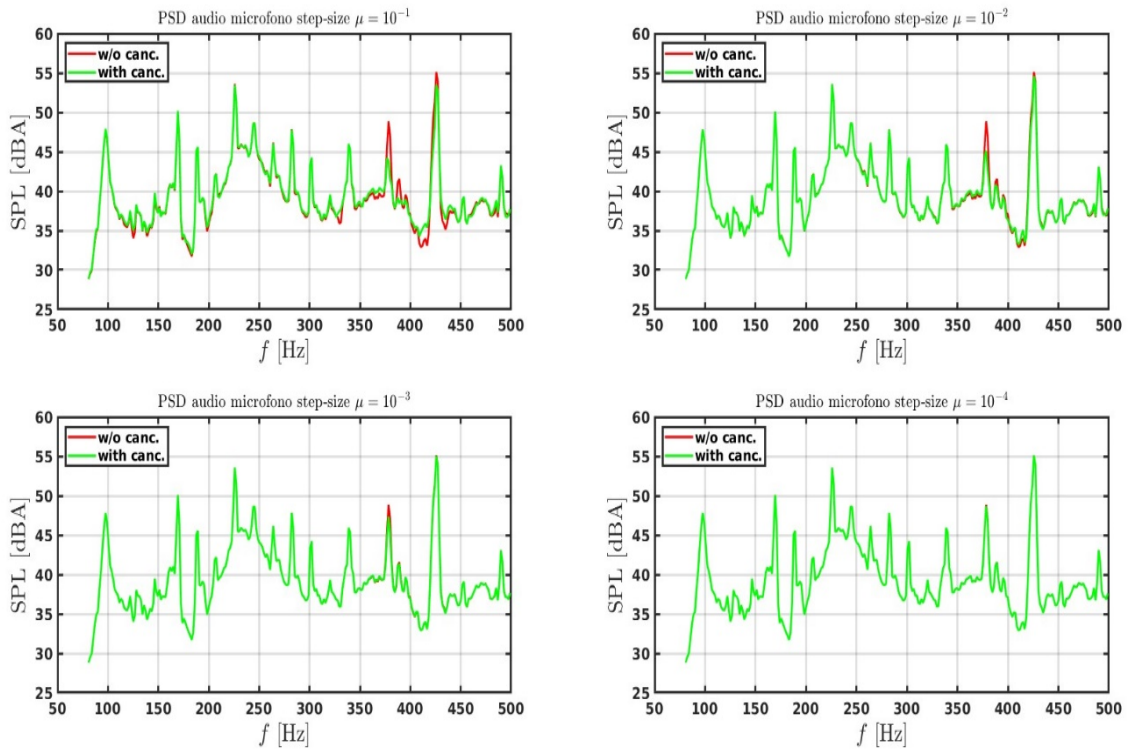 PSD audio microfono step-size μ = 10⁻¹
60
55
50
45
40
35
30
25
SPL [dBA]
w/o canc.
with canc.
50 100 150 200 250 300 350 400 450 500
f [Hz]
PSD audio microfono step-size μ = 10⁻²
60
55
50
45
40
35
30
25
SPL [dBA]
w/o canc.
with canc.
50 100 150 200 250 300 350 400 450 500
f [Hz]
PSD audio microfono step-size μ = 10⁻³
60
55
50
45
40
35
30
25
SPL [dBA]
w/o canc.
with canc.
50 100 150 200 250 300 350 400 450 500
f [Hz]
PSD audio microfono step-size μ = 10⁻⁴
60
55
50
45
40
35
30
25
SPL [dBA]
w/o canc.
with canc.
50 100 150 200 250 300 350 400 450 500
f [Hz]